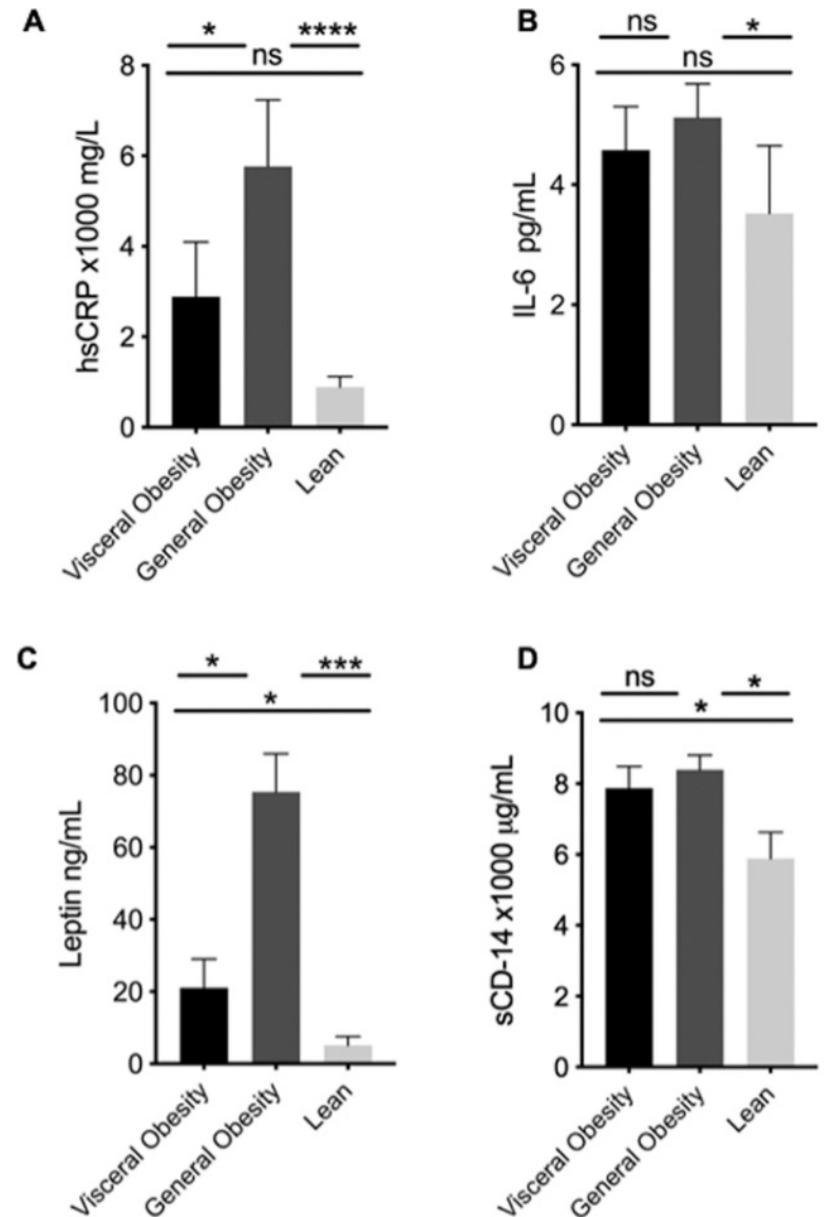 A
* ****
ns
hsCRP x1000 mg/L
8
6
4
2
0
Visceral Obesity
General Obesity
Lean
B
ns *
ns
IL-6 pg/mL
6
4
2
0
Visceral Obesity
General Obesity
Lean
C
* ***
*
Leptin ng/mL
100
80
60
40
20
0
Visceral Obesity
General Obesity
Lean
D
ns *
*
sCD-14 x1000 μg/mL
10
8
6
4
2
0
Visceral Obesity
General Obesity
Lean